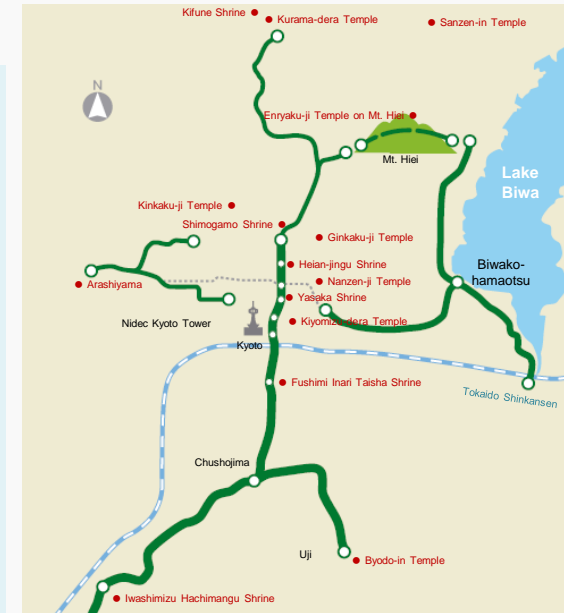 Kifune Shrine
Kurama-dera Temple
Sanzen-in Temple
N
Enryaku-ji Temple on Mt. Hiei
Mt. Hiei
Lake
Biwa
Kinkaku-ji Temple
Shimogamo Shrine
Ginkaku-ji Temple
Heian-jingu Shrine
Biwako-
hamaotsu
Arashiyama
Nanzen-ji Temple
Yasaka Shrine
Nidec Kyoto Tower
Kiyomizu-dera Temple
Kyoto
Fushimi Inari Taisha Shrine
Tokaido Shinkansen
Chushojima
Uji
Byodo-in Temple
Iwashimizu Hachimangu Shrine